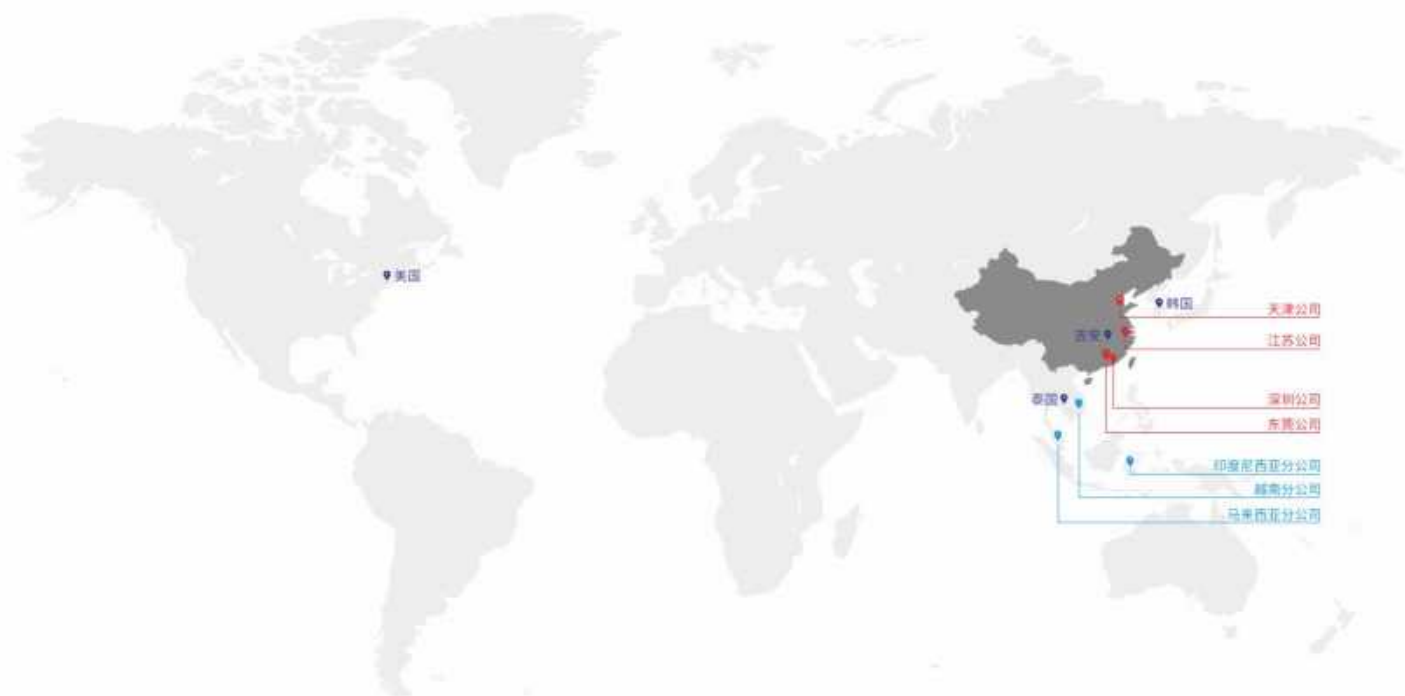 美国
韩国
天津公司
吉安
江苏公司
泰国
深圳公司
东莞公司
印度尼西亚分公司
越南分公司
马来西亚分公司